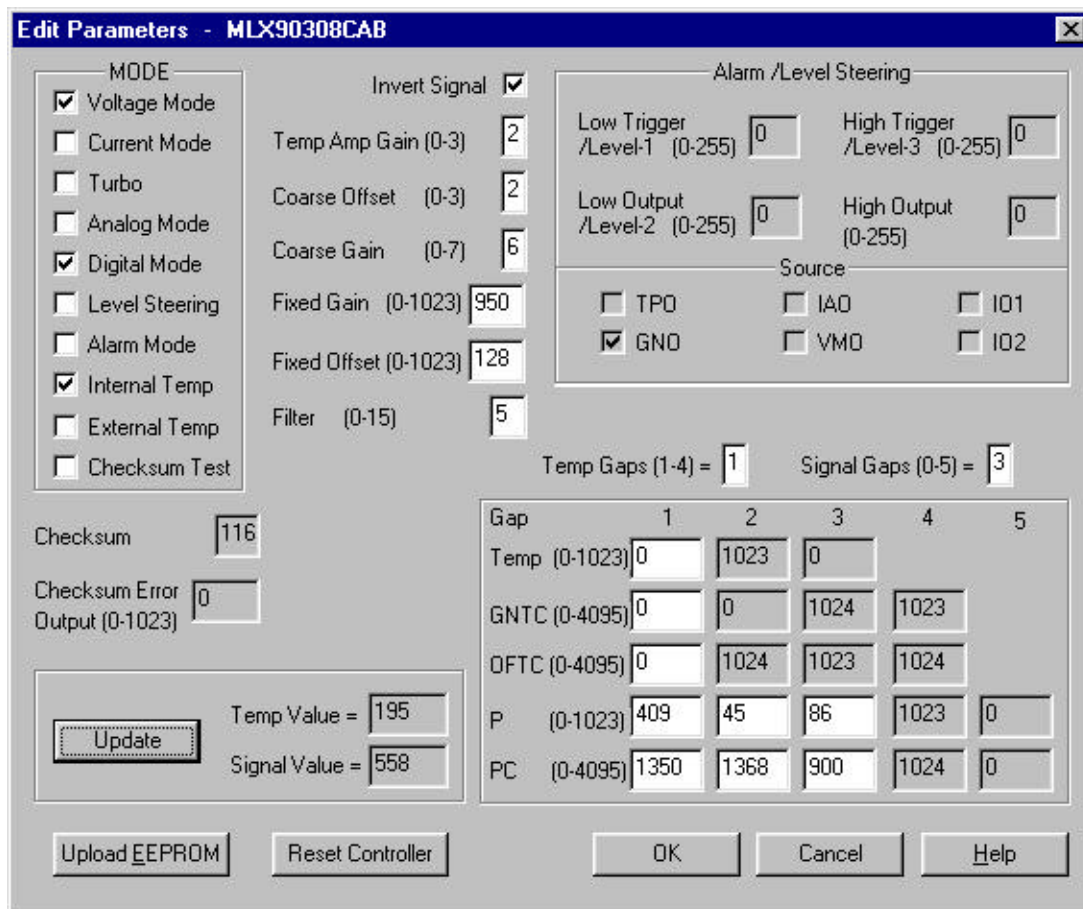 Edit Parameters - MLX90308CAB
MODE
Voltage Mode
Current Mode
Turbo
Analog Mode
Digital Mode
Level Steering
Alarm Mode
Internal Temp
External Temp
Checksum Test
Invert Signal
Temp Amp Gain (0-3) 2
Coarse Offset (0-3) 2
Coarse Gain (0-7) 6
Fixed Gain (0-1023) 950
Fixed Offset (0-1023) 128
Filter (0-15) 5
Alarm /Level Steering
Low Trigger
/Level-1 (0-255) 0
High Trigger
/Level-3 (0-255) 0
Low Output
/Level-2 (0-255) 0
High Output
(0-255) 0
Source
TPO IAO IO1
GNO VMO IO2
Temp Gaps (1-4) = 1 Signal Gaps (0-5) = 3
Checksum 116
Checksum Error
Output (0-1023) 0
Gap 1 2 3 4 5
Temp (0-1023) 0 1023 0
GNTC (0-4095) 0 0 1024 1023
OFTC (0-4095) 0 1024 1023 1024
P (0-1023) 409 45 86 1023 0
PC (0-4095) 1350 1368 900 1024 0
Update
Temp Value = 195
Signal Value = 558
Upload EEPROM Reset Controller OK Cancel Help